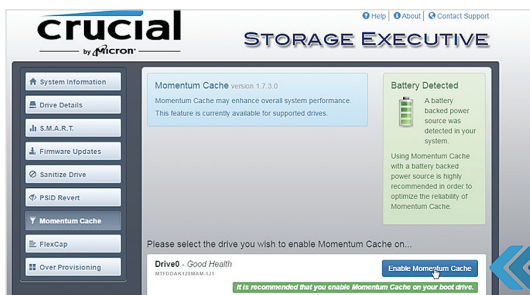 Help | About | Contact Support
crucial
by Micron®
STORAGE EXECUTIVE
System Information
Drive Details
S.M.A.R.T.
Firmware Updates
Sanitize Drive
PSID Revert
Momentum Cache
FlexCap
Over Provisioning
Momentum Cache version 1.7.3.0
Momentum Cache may enhance overall system performance.
This feature is currently available for supported drives.
Battery Detected
A battery
backed power
source was
detected in your
system.
Using Momentum Cache
with a battery backed
power source is highly
recommended in order to
optimize the reliability of
Momentum Cache.
Please select the drive you wish to enable Momentum Cache on...
Drive0 - Good Health
MTFDDAK128MAM-1J1
Enable Momentum Cache
It is recommended that you enable Momentum Cache on your boot drive.